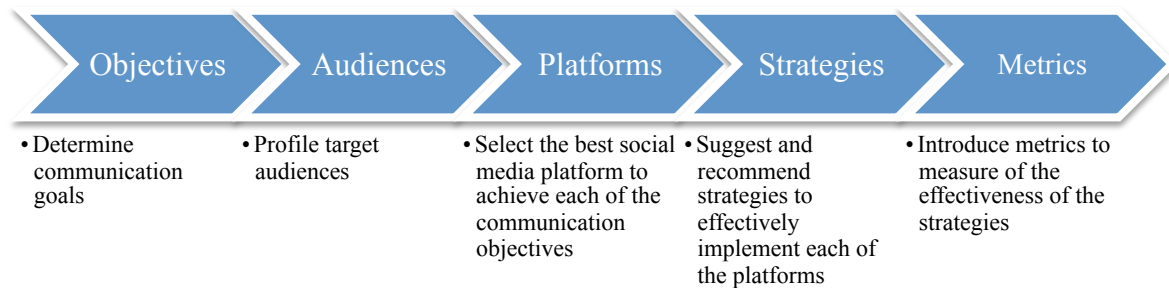 Objectives
Audiences
Platforms
Strategies
Metrics
• Determine
communication
goals
• Profile target
audiences
• Select the best social
media platform to
achieve each of the
communication
objectives
• Suggest and
recommend
strategies to
effectively
implement each of
the platforms
• Introduce metrics to
measure of the
effectiveness of the
strategies